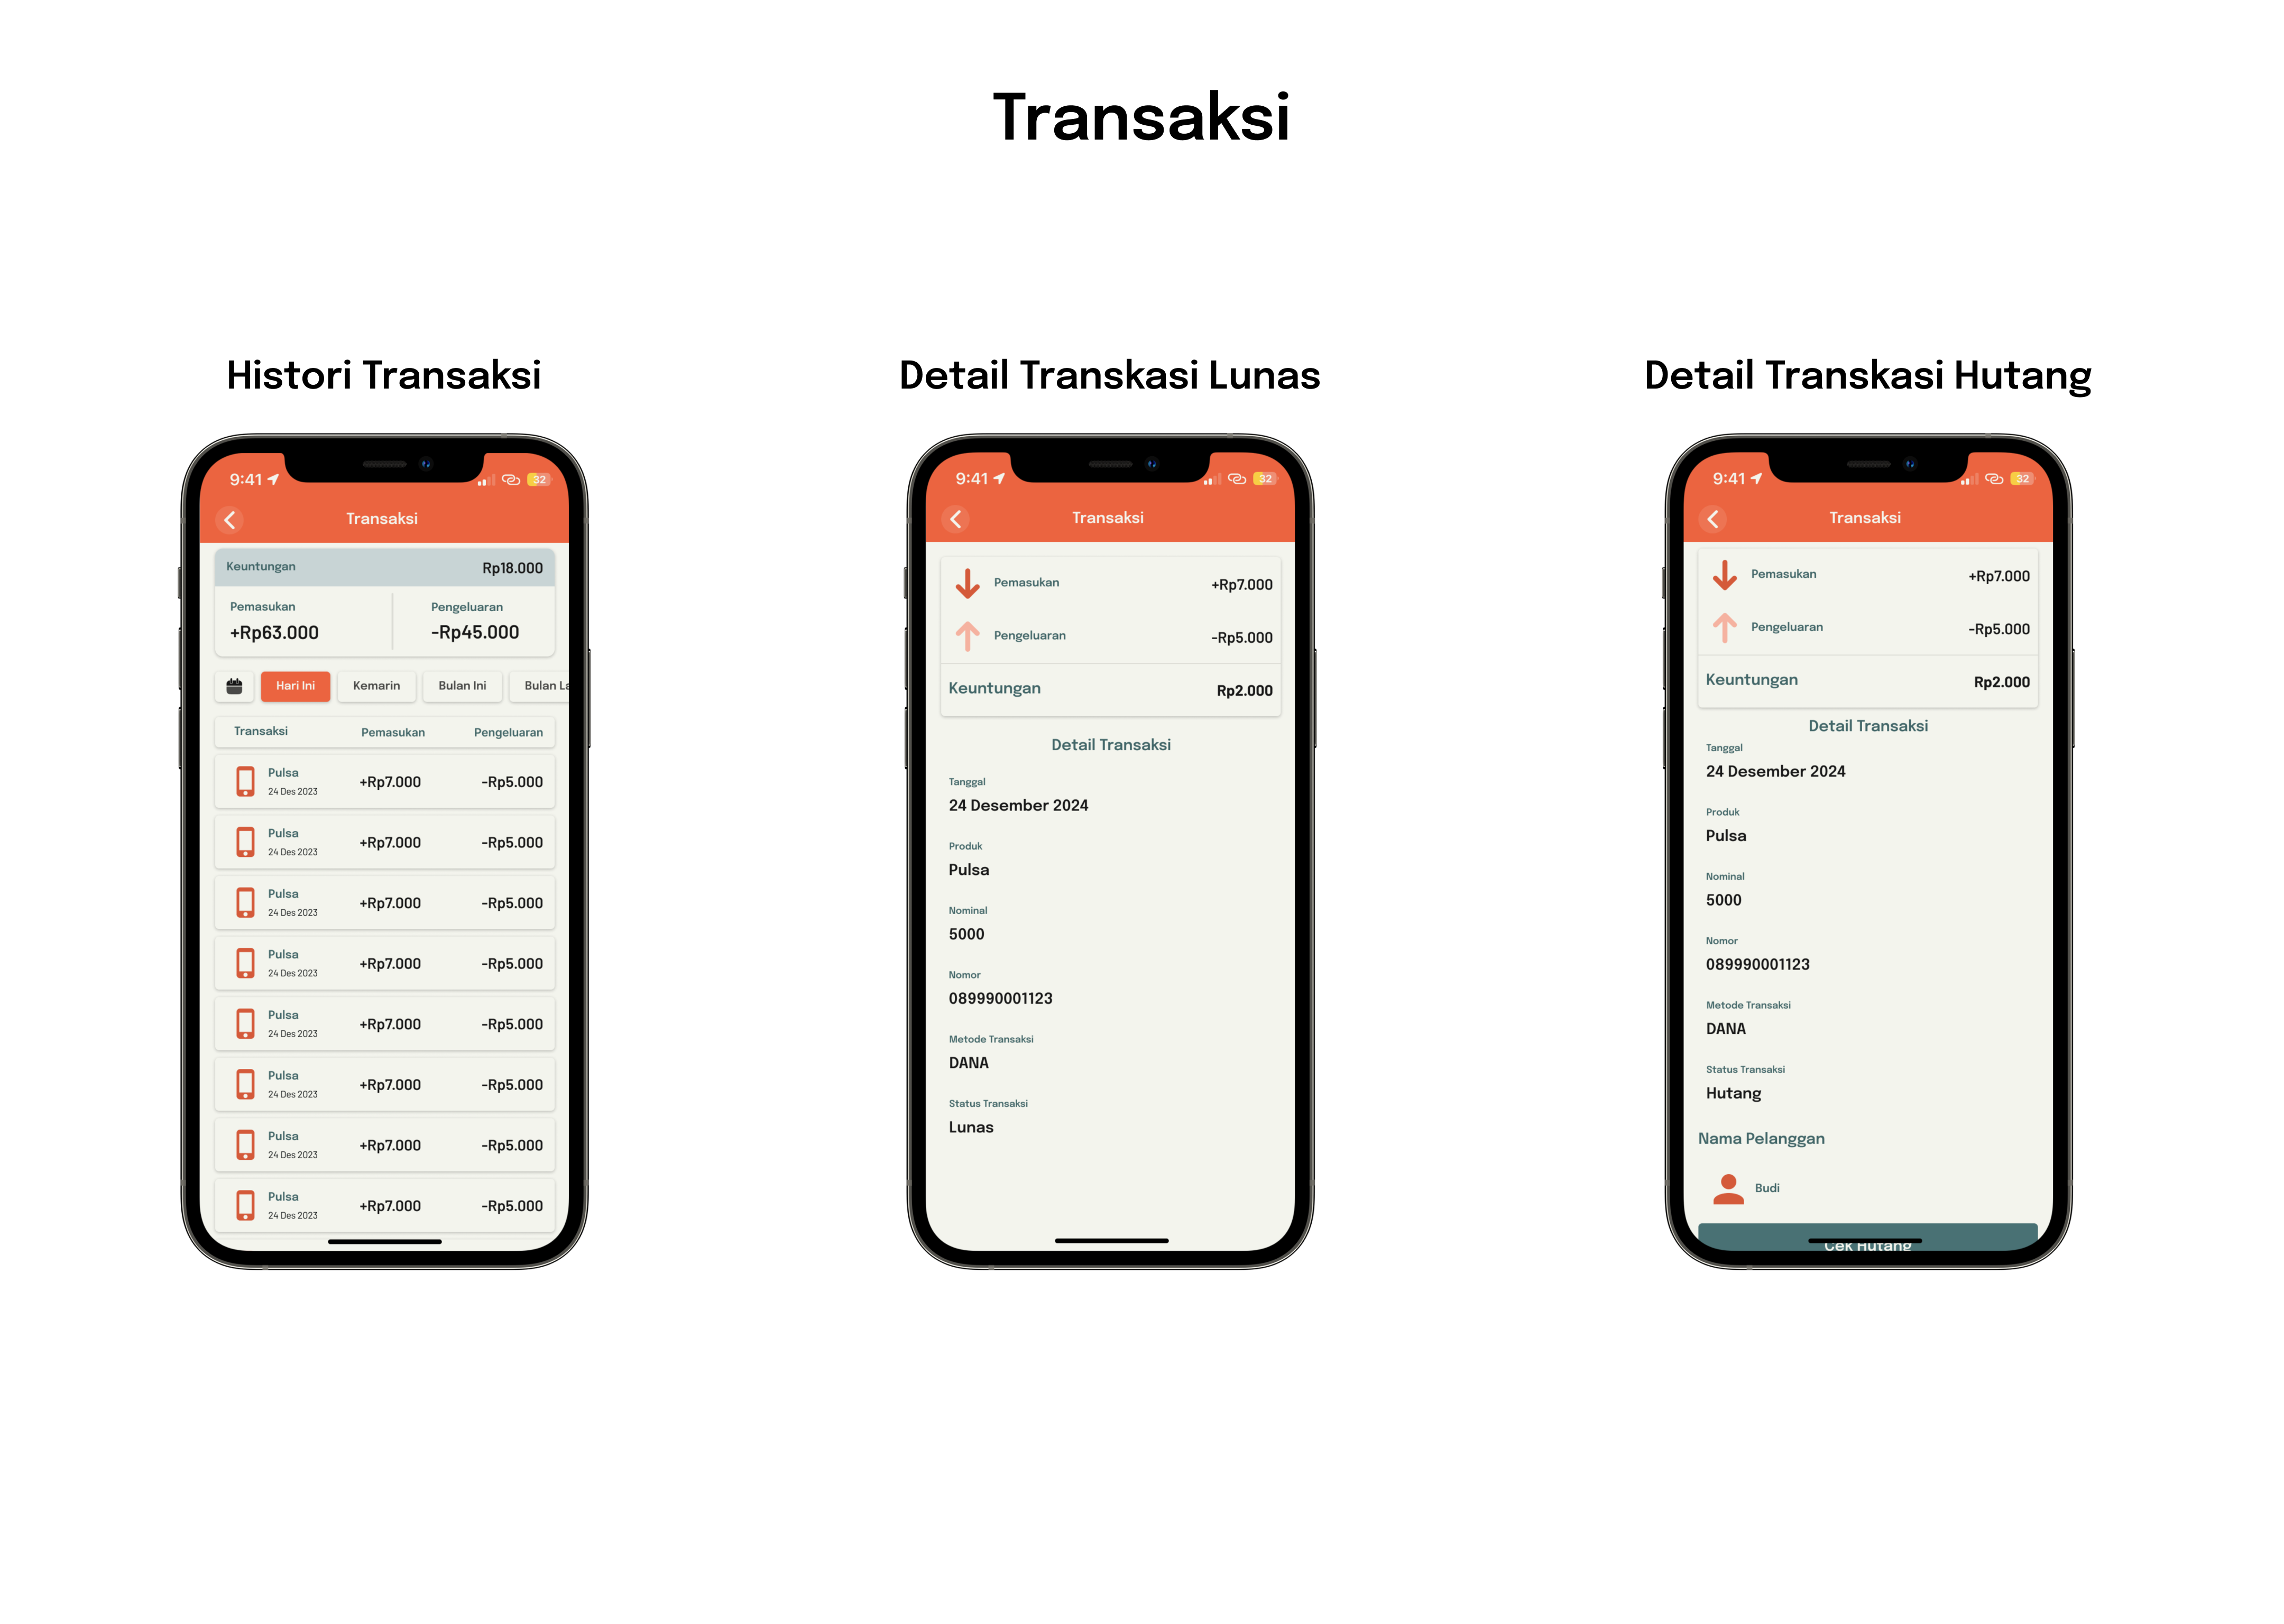 Transaksi
Histori Transaksi
9:41
32
Transaksi
Keuntungan Rp18.000
Pemasukan Pengeluaran
+Rp63.000 -Rp45.000
Hari Ini Kemarin Bulan Ini Bulan La
Transaksi Pemasukan Pengeluaran
Pulsa
24 Des 2023
+Rp7.000 -Rp5.000
Pulsa
24 Des 2023
+Rp7.000 -Rp5.000
Pulsa
24 Des 2023
+Rp7.000 -Rp5.000
Pulsa
24 Des 2023
+Rp7.000 -Rp5.000
Pulsa
24 Des 2023
+Rp7.000 -Rp5.000
Pulsa
24 Des 2023
+Rp7.000 -Rp5.000
Pulsa
24 Des 2023
+Rp7.000 -Rp5.000
Pulsa
24 Des 2023
+Rp7.000 -Rp5.000
Detail Transkasi Lunas
9:41
32
Transaksi
Pemasukan +Rp7.000
Pengeluaran -Rp5.000
Keuntungan Rp2.000
Detail Transaksi
Tanggal
24 Desember 2024
Produk
Pulsa
Nominal
5000
Nomor
089990001123
Metode Transaksi
DANA
Status Transaksi
Lunas
Detail Transkasi Hutang
9:41
32
Transaksi
Pemasukan +Rp7.000
Pengeluaran -Rp5.000
Keuntungan Rp2.000
Detail Transaksi
Tanggal
24 Desember 2024
Produk
Pulsa
Nominal
5000
Nomor
089990001123
Metode Transaksi
DANA
Status Transaksi
Hutang
Nama Pelanggan
Budi
Cek Hutang